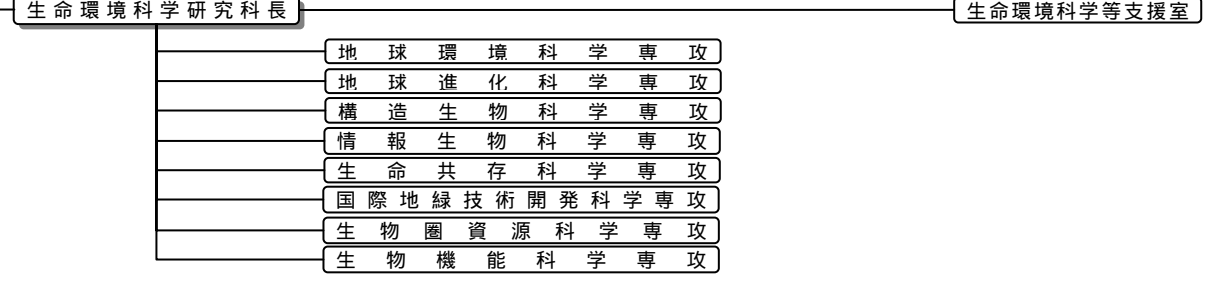 生命環境科学研究科長
生命環境科学等支援室
地球環境科学専攻
地球進化科学専攻
構造生物科学専攻
情報生物科学専攻
生命共存科学専攻
国際地緑技術開発科学専攻
生物圏資源科学専攻
生物機能科学専攻